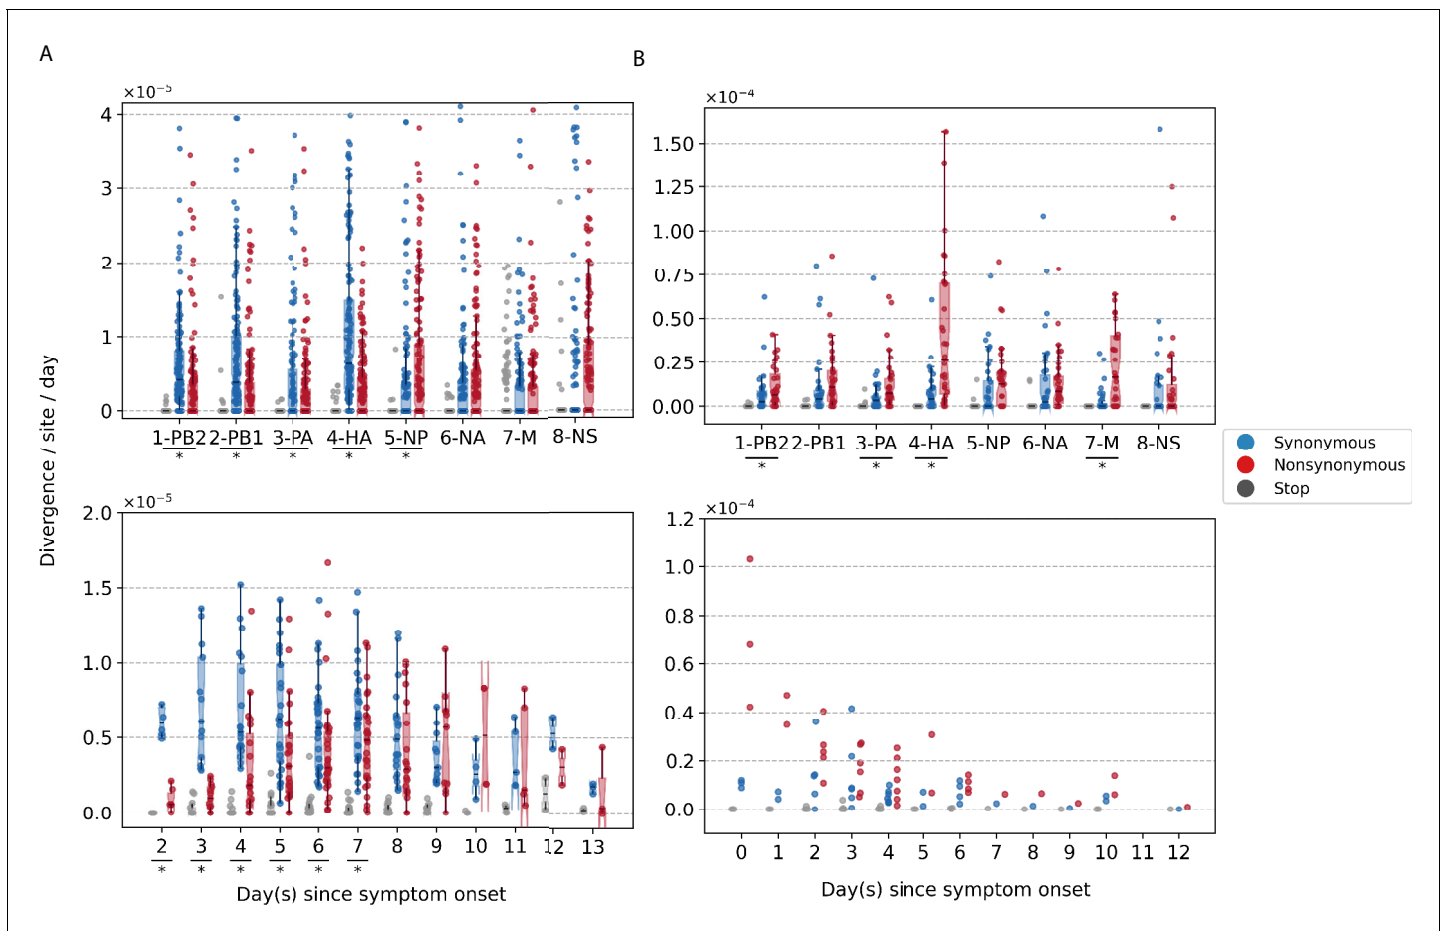 A
B
×10⁻⁵
4
3
2
1
0
1-PB2 2-PB1 3-PA 4-HA 5-NP 6-NA 7-M 8-NS
* * * * *
×10⁻⁴
1.50
1.25
1.00
0.75
0.50
0.25
0.00
1-PB2 2-PB1 3-PA 4-HA 5-NP 6-NA 7-M 8-NS
* * * *
Synonymous
Nonsynonymous
Stop
Divergence / site / day
×10⁻⁵
2.0
1.5
1.0
0.5
0.0
2 3 4 5 6 7 8 9 10 11 12 13
* * * * * *
Day(s) since symptom onset
×10⁻⁴
1.2
1.0
0.8
0.6
0.4
0.2
0.0
0 1 2 3 4 5 6 7 8 9 10 11 12
Day(s) since symptom onset